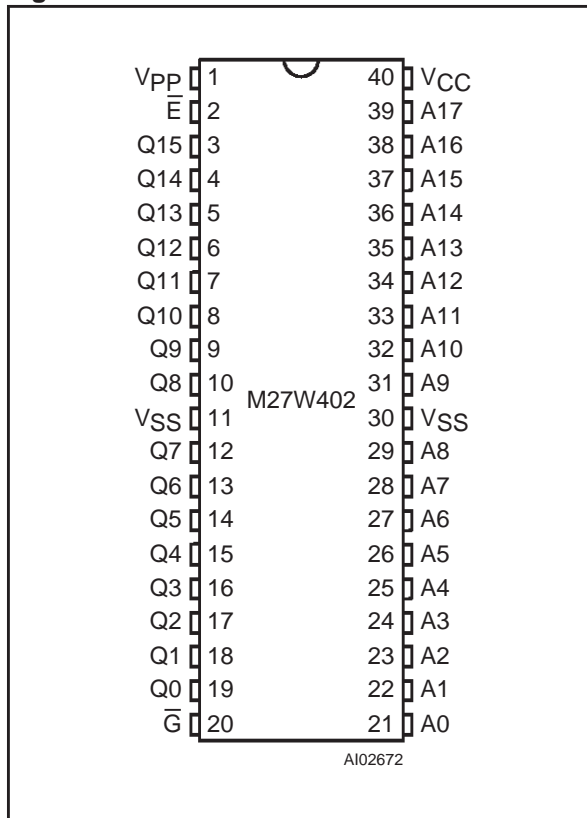 VPP 1 40 VCC
E̅ 2 39 A17
Q15 3 38 A16
Q14 4 37 A15
Q13 5 36 A14
Q12 6 35 A13
Q11 7 34 A12
Q10 8 33 A11
Q9 9 32 A10
Q8 10 31 A9
M27W402
VSS 11 30 VSS
Q7 12 29 A8
Q6 13 28 A7
Q5 14 27 A6
Q4 15 26 A5
Q3 16 25 A4
Q2 17 24 A3
Q1 18 23 A2
Q0 19 22 A1
G̅ 20 21 A0
AI02672